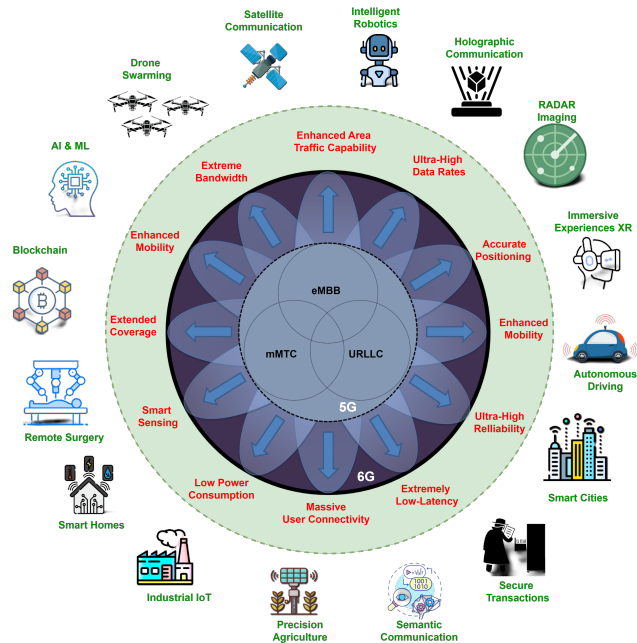 Satellite
Communication
Intelligent
Robotics
Holographic
Communication
Drone
Swarming
RADAR
Imaging
AI & ML
Immersive
Experiences XR
Blockchain
Autonomous
Driving
Remote Surgery
Smart Cities
Smart Homes
Secure
Transactions
Industrial IoT
Precision
Agriculture
Semantic
Communication
1001
1010
Enhanced Area
Traffic Capability
Extreme
Bandwidth
Ultra-High
Data Rates
Enhanced
Mobility
Accurate
Positioning
Extended
Coverage
Enhanced
Mobility
Smart
Sensing
Ultra-High
Relliability
Low Power
Consumption
Massive
User Connectivity
Extremely
Low-Latency
eMBB
mMTC
URLLC
5G
6G